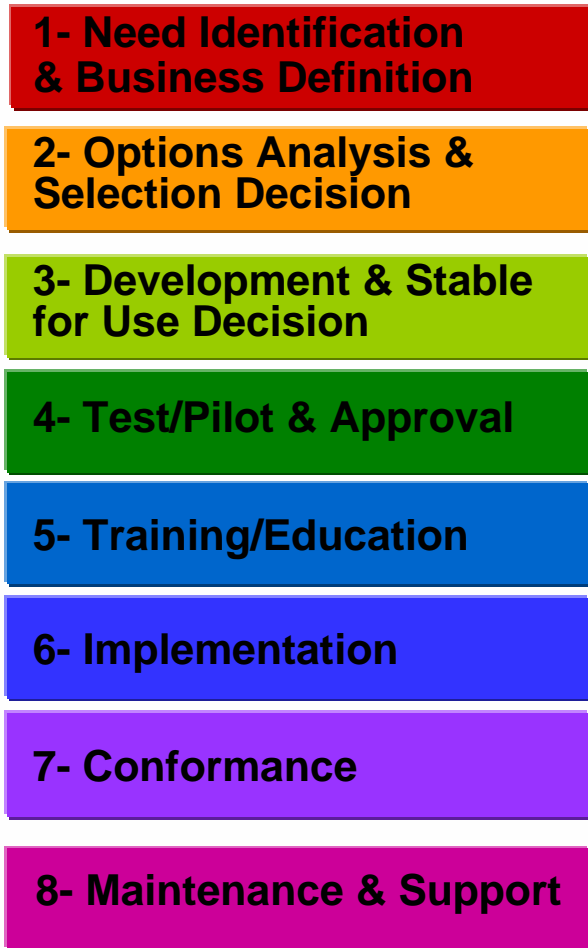 1- Need Identification
& Business Definition
2- Options Analysis &
Selection Decision
3- Development & Stable
for Use Decision
4- Test/Pilot & Approval
5- Training/Education
6- Implementation
7- Conformance
8- Maintenance & Support